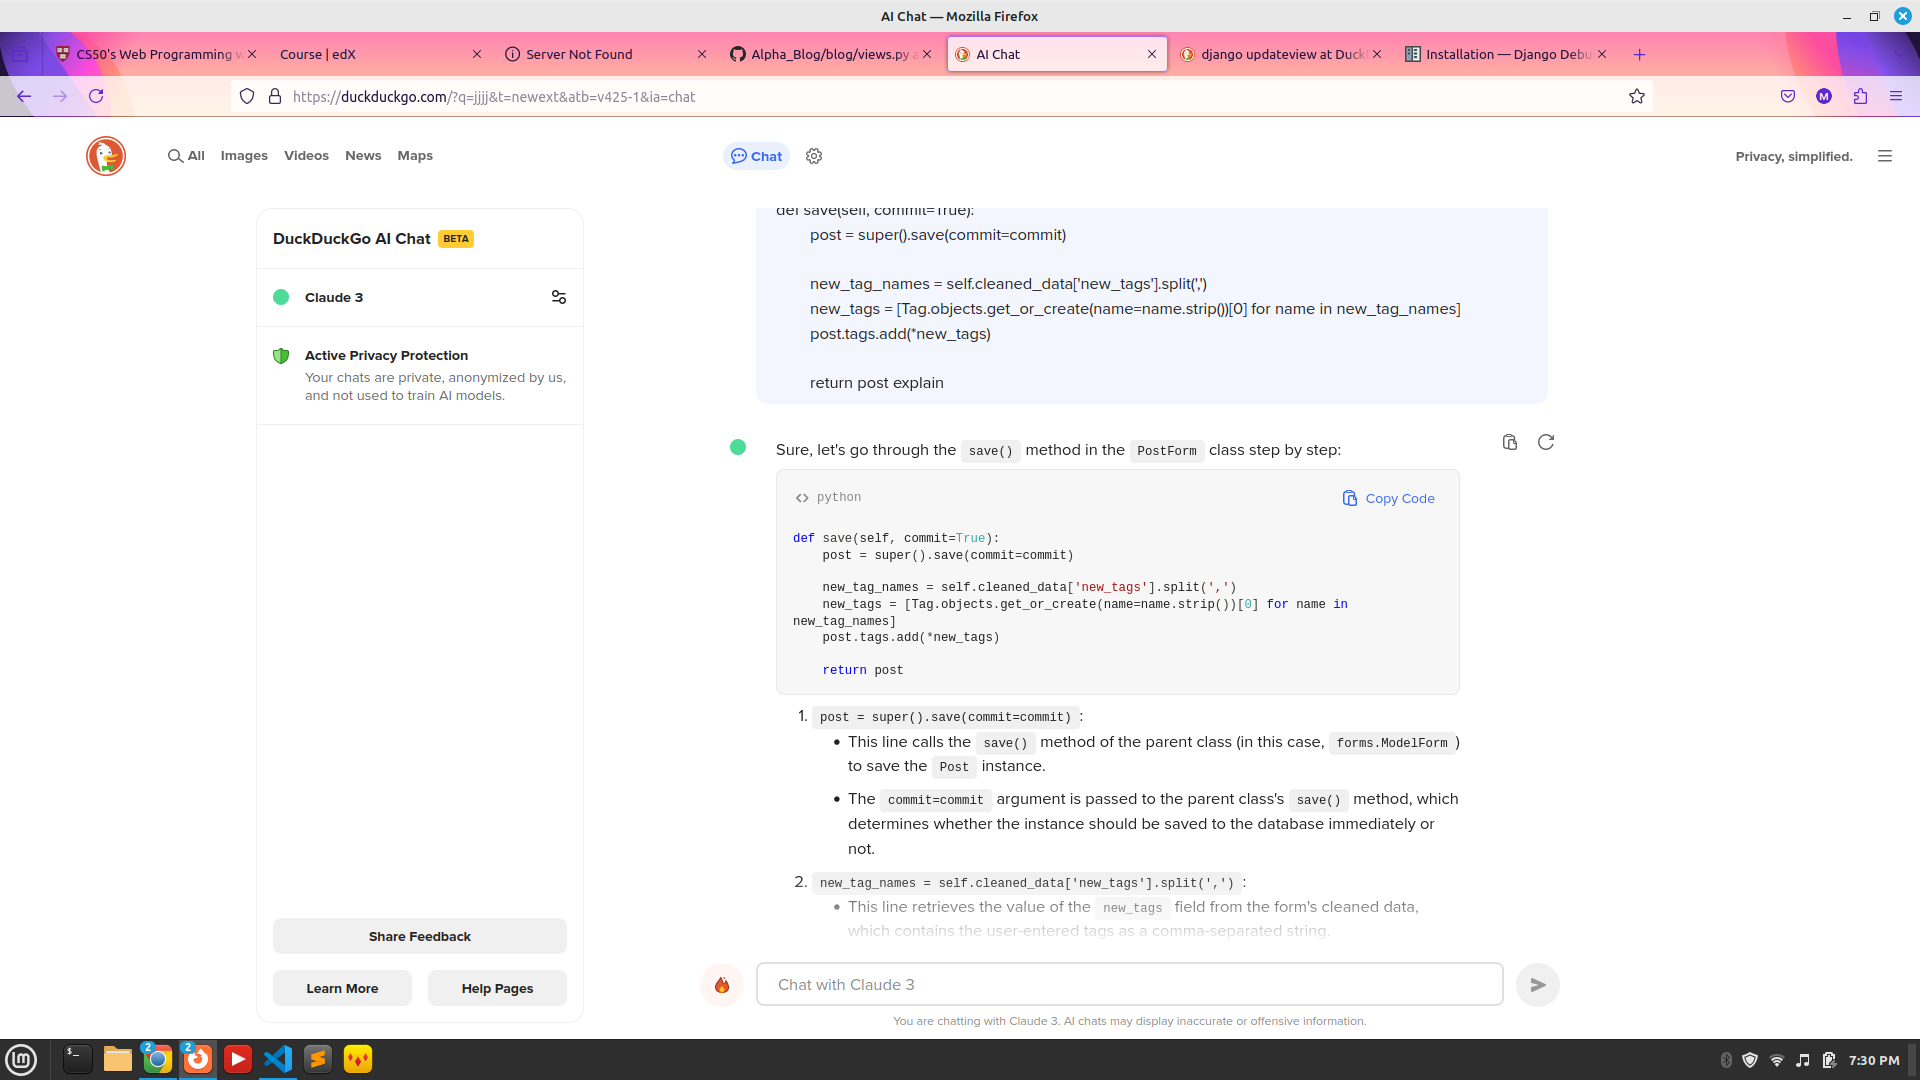 AI Chat — Mozilla Firefox
CS50's Web Programming w
Course | edX
Server Not Found
Alpha_Blog/blog/views.py a
AI Chat
django updateview at Duck
Installation — Django Debu
https://duckduckgo.com/?q=jjjj&t=newext&atb=v425-1&ia=chat
M
All Images Videos News Maps
Chat
Privacy, simplified.
DuckDuckGo AI Chat BETA
Claude 3
Active Privacy Protection
Your chats are private, anonymized by us,
and not used to train AI models.
Share Feedback
Learn More
Help Pages
def save(self, commit=True):
post = super().save(commit=commit)
new_tag_names = self.cleaned_data['new_tags'].split(',')
new_tags = [Tag.objects.get_or_create(name=name.strip())[0] for name in new_tag_names]
post.tags.add(*new_tags)
return post explain
Sure, let's go through the save() method in the PostForm class step by step:
<> python
Copy Code
def save(self, commit=True):
post = super().save(commit=commit)
new_tag_names = self.cleaned_data['new_tags'].split(',')
new_tags = [Tag.objects.get_or_create(name=name.strip())[0] for name in
new_tag_names]
post.tags.add(*new_tags)
return post
1. post = super().save(commit=commit) :
• This line calls the save() method of the parent class (in this case, forms.ModelForm )
to save the Post instance.
• The commit=commit argument is passed to the parent class's save() method, which
determines whether the instance should be saved to the database immediately or
not.
2. new_tag_names = self.cleaned_data['new_tags'].split(',') :
• This line retrieves the value of the new_tags field from the form's cleaned data,
which contains the user-entered tags as a comma-separated string.
Chat with Claude 3
You are chatting with Claude 3. AI chats may display inaccurate or offensive information.
2
2
7:30 PM